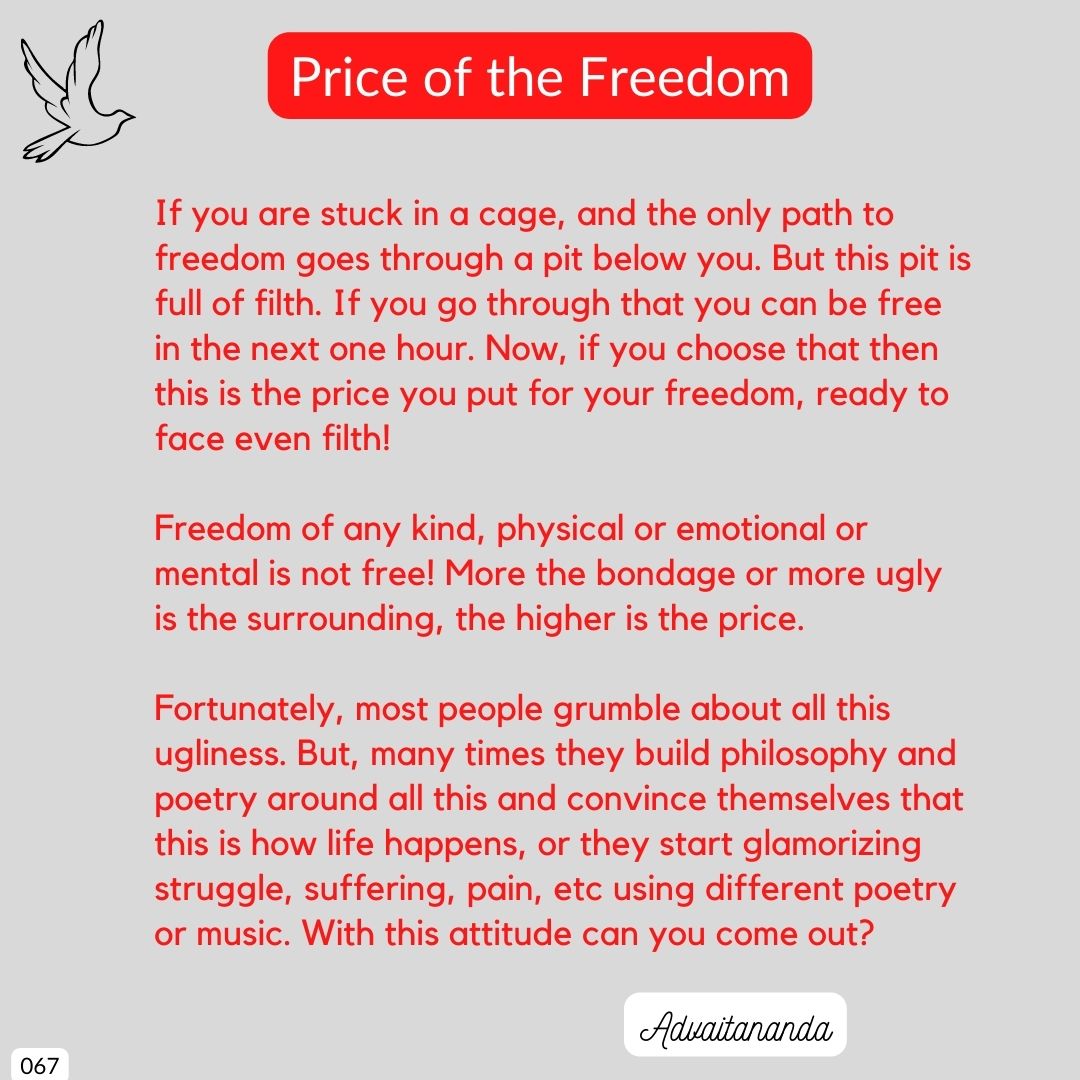 Price of the Freedom
If you are stuck in a cage, and the only path to
freedom goes through a pit below you. But this pit is
full of filth. If you go through that you can be free
in the next one hour. Now, if you choose that then
this is the price you put for your freedom, ready to
face even filth!
Freedom of any kind, physical or emotional or
mental is not free! More the bondage or more ugly
is the surrounding, the higher is the price.
Fortunately, most people grumble about all this
ugliness. But, many times they build philosophy and
poetry around all this and convince themselves that
this is how life happens, or they start glamorizing
struggle, suffering, pain, etc using different poetry
or music. With this attitude can you come out?
Advaitananda
067